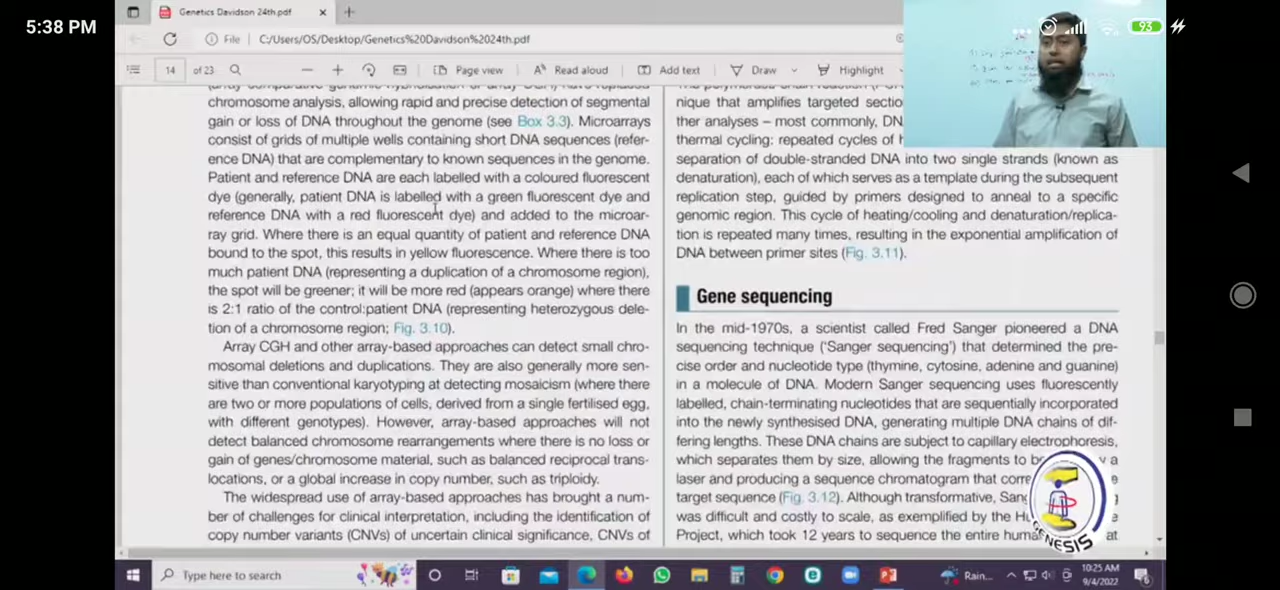 5:38 PM
93
Genetics Davidson 24th.pdf
File
C:/Users/OS/Desktop/Genetics%20Davidson%2024th.pdf
14 of 23
Page view
Read aloud
Add text
Draw
Highlight
chromosome analysis, allowing rapid and precise detection of segmental
gain or loss of DNA throughout the genome (see Box 3.3). Microarrays
consist of grids of multiple wells containing short DNA sequences (refer-
ence DNA) that are complementary to known sequences in the genome.
Patient and reference DNA are each labelled with a coloured fluorescent
dye (generally, patient DNA is labelled with a green fluorescent dye and
reference DNA with a red fluorescent dye) and added to the microar-
ray grid. Where there is an equal quantity of patient and reference DNA
bound to the spot, this results in yellow fluorescence. Where there is too
much patient DNA (representing a duplication of a chromosome region),
the spot will be greener; it will be more red (appears orange) where there
is 2:1 ratio of the control:patient DNA (representing heterozygous dele-
tion of a chromosome region; Fig. 3.10).
Array CGH and other array-based approaches can detect small chro-
mosomal deletions and duplications. They are also generally more sen-
sitive than conventional karyotyping at detecting mosaicism (where there
are two or more populations of cells, derived from a single fertilised egg,
with different genotypes). However, array-based approaches will not
detect balanced chromosome rearrangements where there is no loss or
gain of genes/chromosome material, such as balanced reciprocal trans-
locations, or a global increase in copy number, such as triploidy.
The widespread use of array-based approaches has brought a num-
ber of challenges for clinical interpretation, including the identification of
copy number variants (CNVs) of uncertain clinical significance, CNVs of
nique that amplifies targeted sectio
ther analyses – most commonly, DN
thermal cycling: repeated cycles of
separation of double-stranded DNA into two single strands (known as
denaturation), each of which serves as a template during the subsequent
replication step, guided by primers designed to anneal to a specific
genomic region. This cycle of heating/cooling and denaturation/replica-
tion is repeated many times, resulting in the exponential amplification of
DNA between primer sites (Fig. 3.11).
Gene sequencing
In the mid-1970s, a scientist called Fred Sanger pioneered a DNA
sequencing technique ('Sanger sequencing') that determined the pre-
cise order and nucleotide type (thymine, cytosine, adenine and guanine)
in a molecule of DNA. Modern Sanger sequencing uses fluorescently
labelled, chain-terminating nucleotides that are sequentially incorporated
into the newly synthesised DNA, generating multiple DNA chains of dif-
fering lengths. These DNA chains are subject to capillary electrophoresis,
which separates them by size, allowing the fragments to be a
laser and producing a sequence chromatogram that corre e
target sequence (Fig. 3.12). Although transformative, Sang
was difficult and costly to scale, as exemplified by the Hu e
Project, which took 12 years to sequence the entire huma at
GENESIS
Type here to search
Rain...
10:25 AM
9/4/2022
6